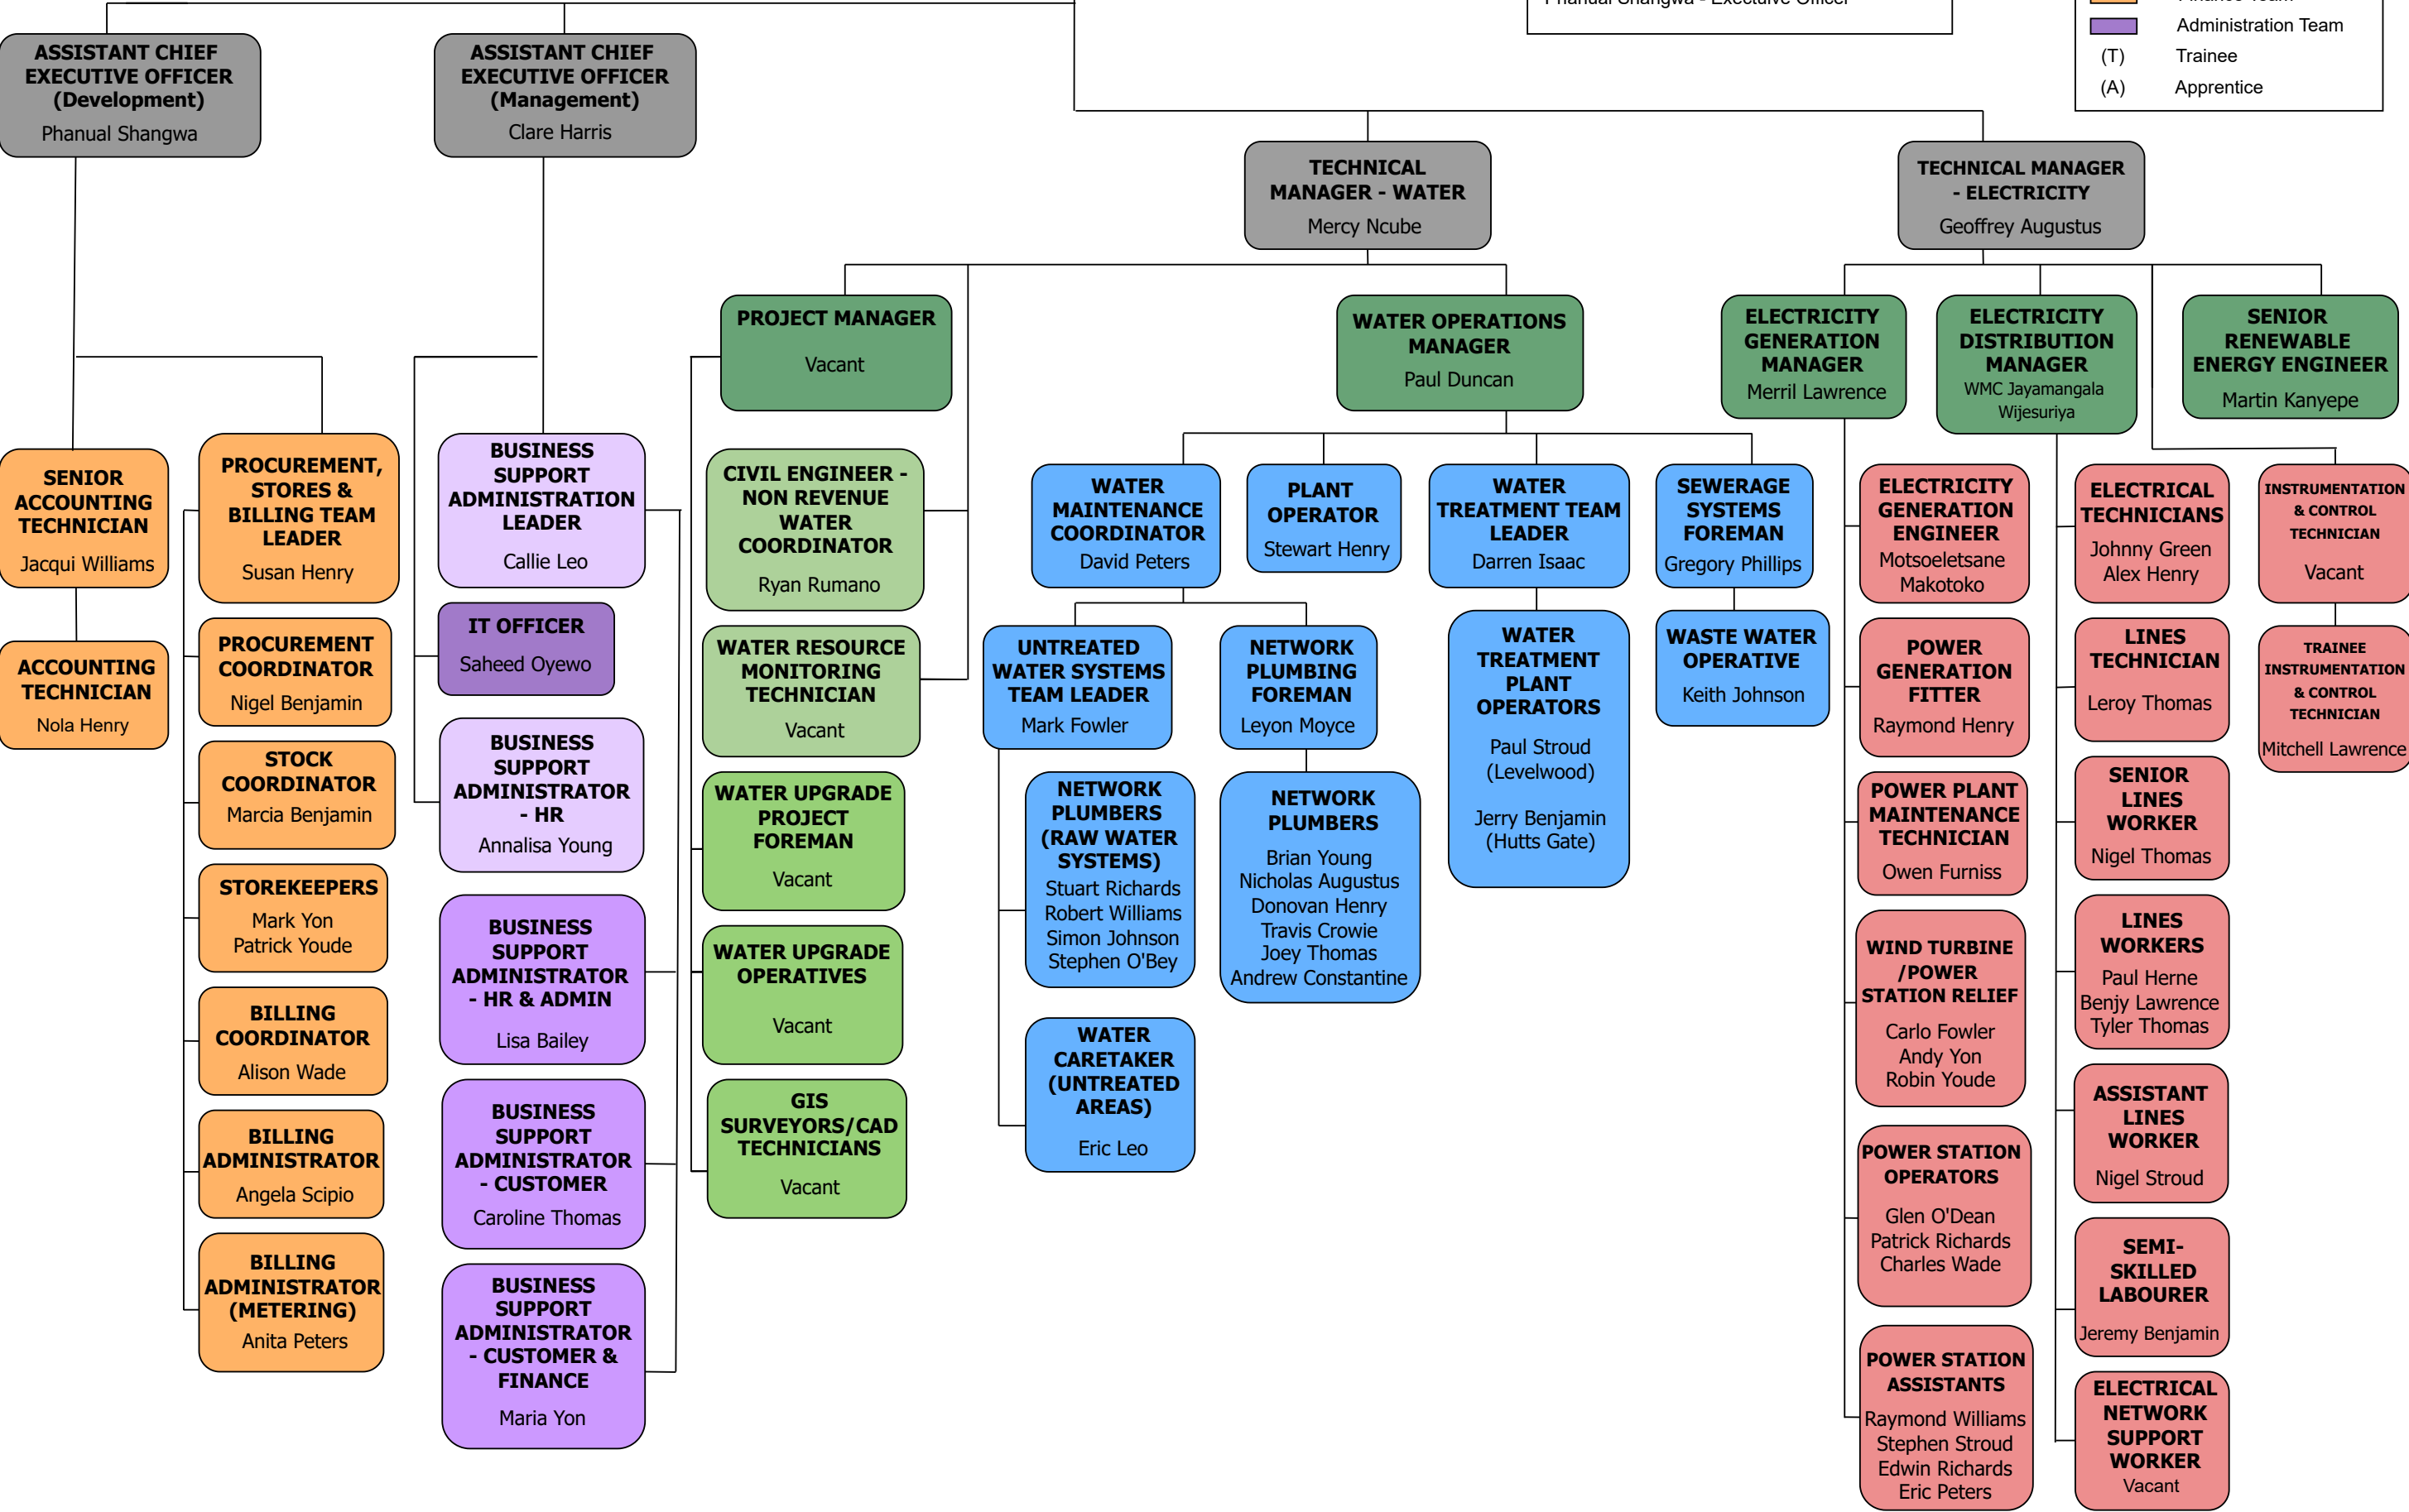 Phanual Shangwa - Exectuive Officer
Finance Team
Administration Team
(T) Trainee
(A) Apprentice
ASSISTANT CHIEF
EXECUTIVE OFFICER
(Development)
Phanual Shangwa
ASSISTANT CHIEF
EXECUTIVE OFFICER
(Management)
Clare Harris
TECHNICAL
MANAGER - WATER
Mercy Ncube
TECHNICAL MANAGER
- ELECTRICITY
Geoffrey Augustus
SENIOR
ACCOUNTING
TECHNICIAN
Jacqui Williams
ACCOUNTING
TECHNICIAN
Nola Henry
PROCUREMENT,
STORES &
BILLING TEAM
LEADER
Susan Henry
PROCUREMENT
COORDINATOR
Nigel Benjamin
STOCK
COORDINATOR
Marcia Benjamin
STOREKEEPERS
Mark Yon
Patrick Youde
BILLING
COORDINATOR
Alison Wade
BILLING
ADMINISTRATOR
Angela Scipio
BILLING
ADMINISTRATOR
(METERING)
Anita Peters
BUSINESS
SUPPORT
ADMINISTRATION
LEADER
Callie Leo
IT OFFICER
Saheed Oyewo
BUSINESS
SUPPORT
ADMINISTRATOR
- HR
Annalisa Young
BUSINESS
SUPPORT
ADMINISTRATOR
- HR & ADMIN
Lisa Bailey
BUSINESS
SUPPORT
ADMINISTRATOR
- CUSTOMER
Caroline Thomas
BUSINESS
SUPPORT
ADMINISTRATOR
- CUSTOMER &
FINANCE
Maria Yon
PROJECT MANAGER
Vacant
CIVIL ENGINEER -
NON REVENUE
WATER
COORDINATOR
Ryan Rumano
WATER RESOURCE
MONITORING
TECHNICIAN
Vacant
WATER UPGRADE
PROJECT
FOREMAN
Vacant
WATER UPGRADE
OPERATIVES
Vacant
GIS
SURVEYORS/CAD
TECHNICIANS
Vacant
WATER OPERATIONS
MANAGER
Paul Duncan
WATER
MAINTENANCE
COORDINATOR
David Peters
PLANT
OPERATOR
Stewart Henry
WATER
TREATMENT TEAM
LEADER
Darren Isaac
SEWERAGE
SYSTEMS
FOREMAN
Gregory Phillips
UNTREATED
WATER SYSTEMS
TEAM LEADER
Mark Fowler
NETWORK
PLUMBING
FOREMAN
Leyon Moyce
WATER
TREATMENT
PLANT
OPERATORS
Paul Stroud
(Levelwood)
Jerry Benjamin
(Hutts Gate)
WASTE WATER
OPERATIVE
Keith Johnson
NETWORK
PLUMBERS
(RAW WATER
SYSTEMS)
Stuart Richards
Robert Williams
Simon Johnson
Stephen O'Bey
NETWORK
PLUMBERS
Brian Young
Nicholas Augustus
Donovan Henry
Travis Crowie
Joey Thomas
Andrew Constantine
WATER
CARETAKER
(UNTREATED
AREAS)
Eric Leo
ELECTRICITY
GENERATION
MANAGER
Merril Lawrence
ELECTRICITY
DISTRIBUTION
MANAGER
WMC Jayamangala
Wijesuriya
SENIOR
RENEWABLE
ENERGY ENGINEER
Martin Kanyepe
ELECTRICITY
GENERATION
ENGINEER
Motsoeletsane
Makotoko
POWER
GENERATION
FITTER
Raymond Henry
POWER PLANT
MAINTENANCE
TECHNICIAN
Owen Furniss
WIND TURBINE
/POWER
STATION RELIEF
Carlo Fowler
Andy Yon
Robin Youde
POWER STATION
OPERATORS
Glen O'Dean
Patrick Richards
Charles Wade
POWER STATION
ASSISTANTS
Raymond Williams
Stephen Stroud
Edwin Richards
Eric Peters
ELECTRICAL
TECHNICIANS
Johnny Green
Alex Henry
LINES
TECHNICIAN
Leroy Thomas
SENIOR
LINES
WORKER
Nigel Thomas
LINES
WORKERS
Paul Herne
Benjy Lawrence
Tyler Thomas
ASSISTANT
LINES
WORKER
Nigel Stroud
SEMI-
SKILLED
LABOURER
Jeremy Benjamin
ELECTRICAL
NETWORK
SUPPORT
WORKER
Vacant
INSTRUMENTATION
& CONTROL
TECHNICIAN
Vacant
TRAINEE
INSTRUMENTATION
& CONTROL
TECHNICIAN
Mitchell Lawrence